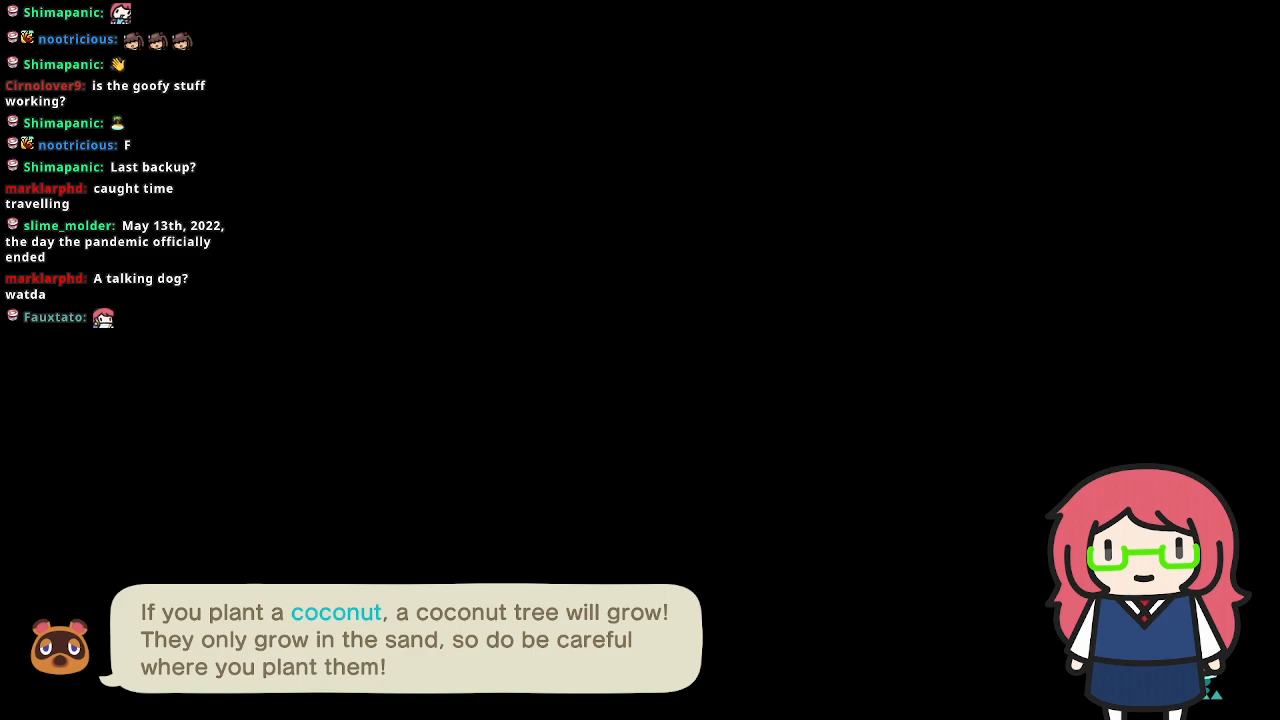 Shimapanic:
nootricious:
Shimapanic:
Cirnolover9: is the goofy stuff
working?
Shimapanic:
nootricious: F
Shimapanic: Last backup?
marklarphd: caught time
travelling
slime_molder: May 13th, 2022,
the day the pandemic officially
ended
marklarphd: A talking dog?
watda
Fauxtato:
If you plant a coconut, a coconut tree will grow!
They only grow in the sand, so do be careful
where you plant them!